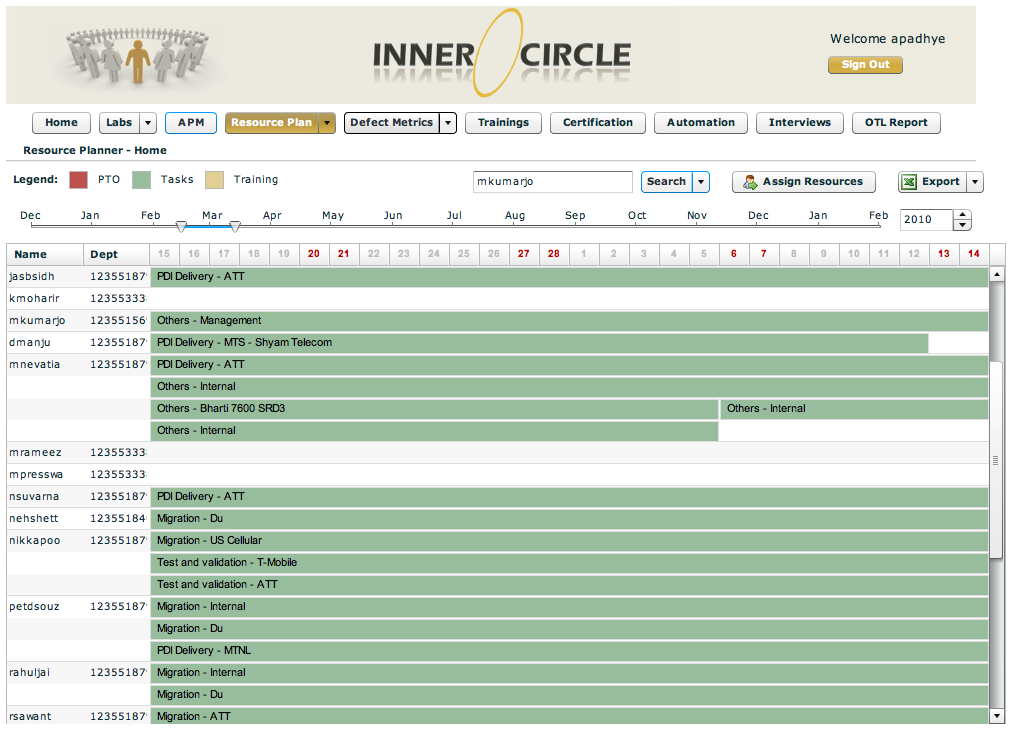 INNER CIRCLE
Welcome apadhye
Sign Out
Home Labs APM Resource Plan Defect Metrics Trainings Certification Automation Interviews OTL Report
Resource Planner - Home
Legend: PTO Tasks Training mkumarjo Search Assign Resources Export
Dec Jan Feb Mar Apr May Jun Jul Aug Sep Oct Nov Dec Jan Feb 2010
Name Dept 15 16 17 18 19 20 21 22 23 24 25 26 27 28 1 2 3 4 5 6 7 8 9 10 11 12 13 14
jasbsidh 12355187 PDI Delivery - ATT
kmoharir 12355333
mkumarjo 12355156 Others - Management
dmanju 12355187 PDI Delivery - MTS - Shyam Telecom
mnevatia 12355187 PDI Delivery - ATT
Others - Internal
Others - Bharti 7600 SRD3 Others - Internal
Others - Internal
mrameez 12355333
mpresswa 12355333
nsuvarna 12355187 PDI Delivery - ATT
nehshett 12355184 Migration - Du
nikkapoo 12355187 Migration - US Cellular
Test and validation - T-Mobile
Test and validation - ATT
petdsouz 12355187 Migration - Internal
Migration - Du
PDI Delivery - MTNL
rahuljai 12355187 Migration - Internal
Migration - Du
rsawant 12355187 Migration - ATT